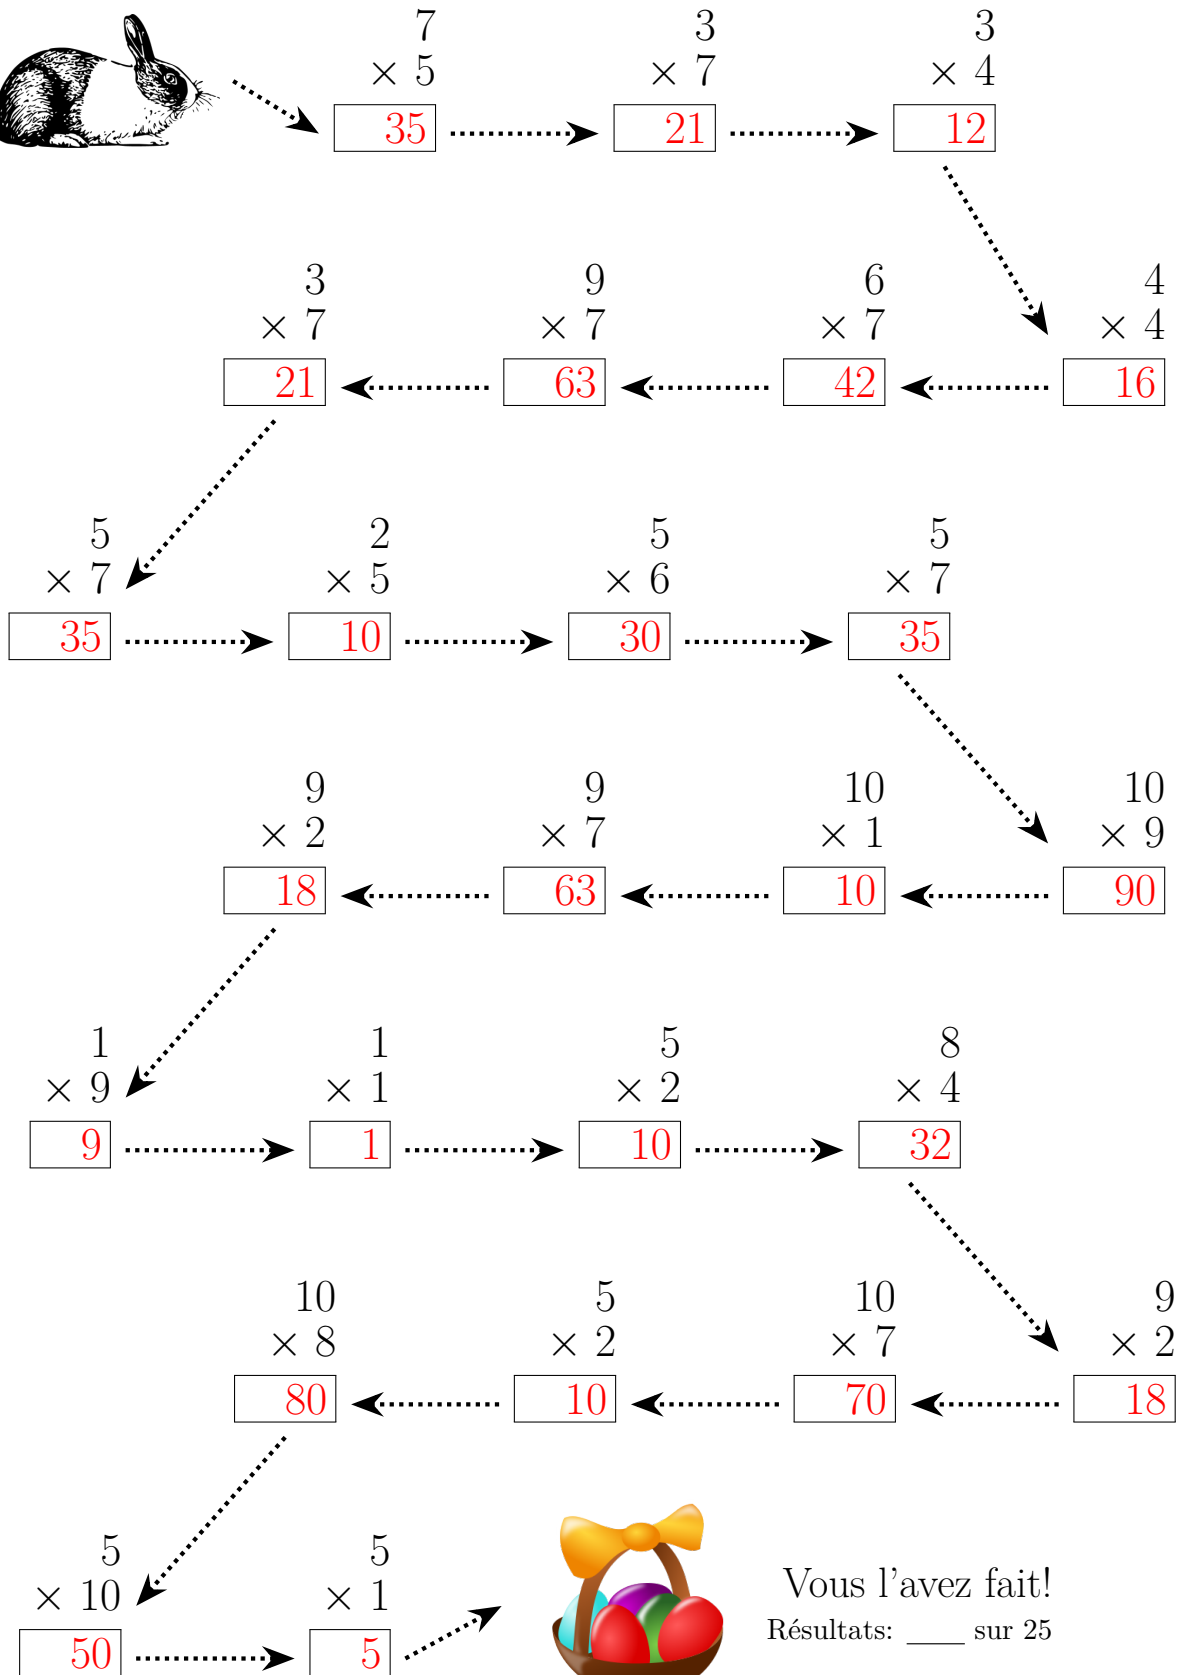 7 3 3
× 5 × 7 × 4
35 21 12
3 9 6 4
× 7 × 7 × 7 × 4
21 63 42 16
5 2 5 5
× 7 × 5 × 6 × 7
35 10 30 35
9 9 10 10
× 2 × 7 × 1 × 9
18 63 10 90
1 1 5 8
× 9 × 1 × 2 × 4
9 1 10 32
10 5 10 9
× 8 × 2 × 7 × 2
80 10 70 18
5 5
× 10 × 1
50 5
Vous l'avez fait!
Résultats: ____ sur 25